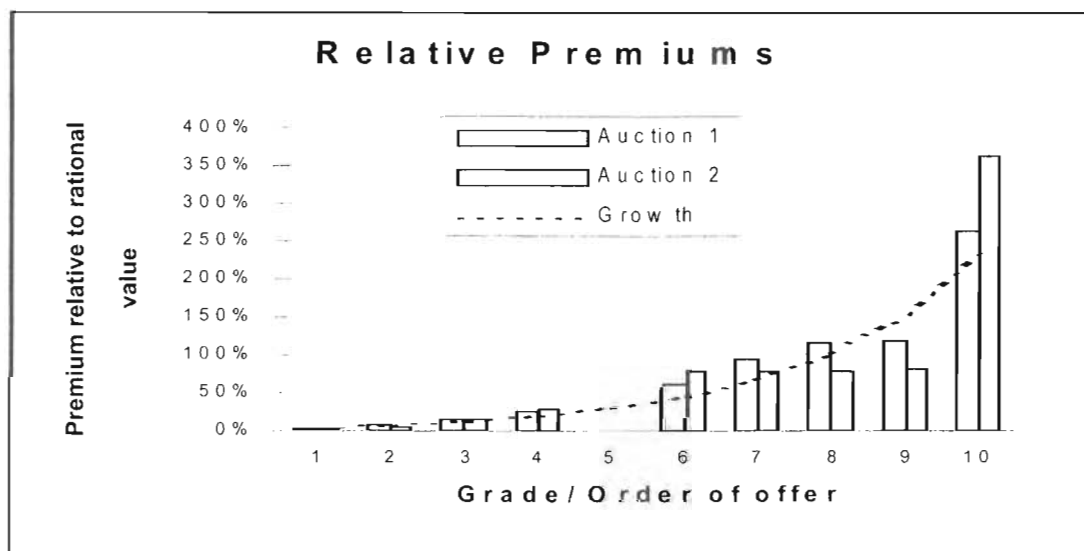 Relative Premiums
Premium relative to rational
value
400%
350%
300%
250%
200%
150%
100%
50%
0%
Auction 1
Auction 2
Growth
1 2 3 4 5 6 7 8 9 10
Grade/Order of offer